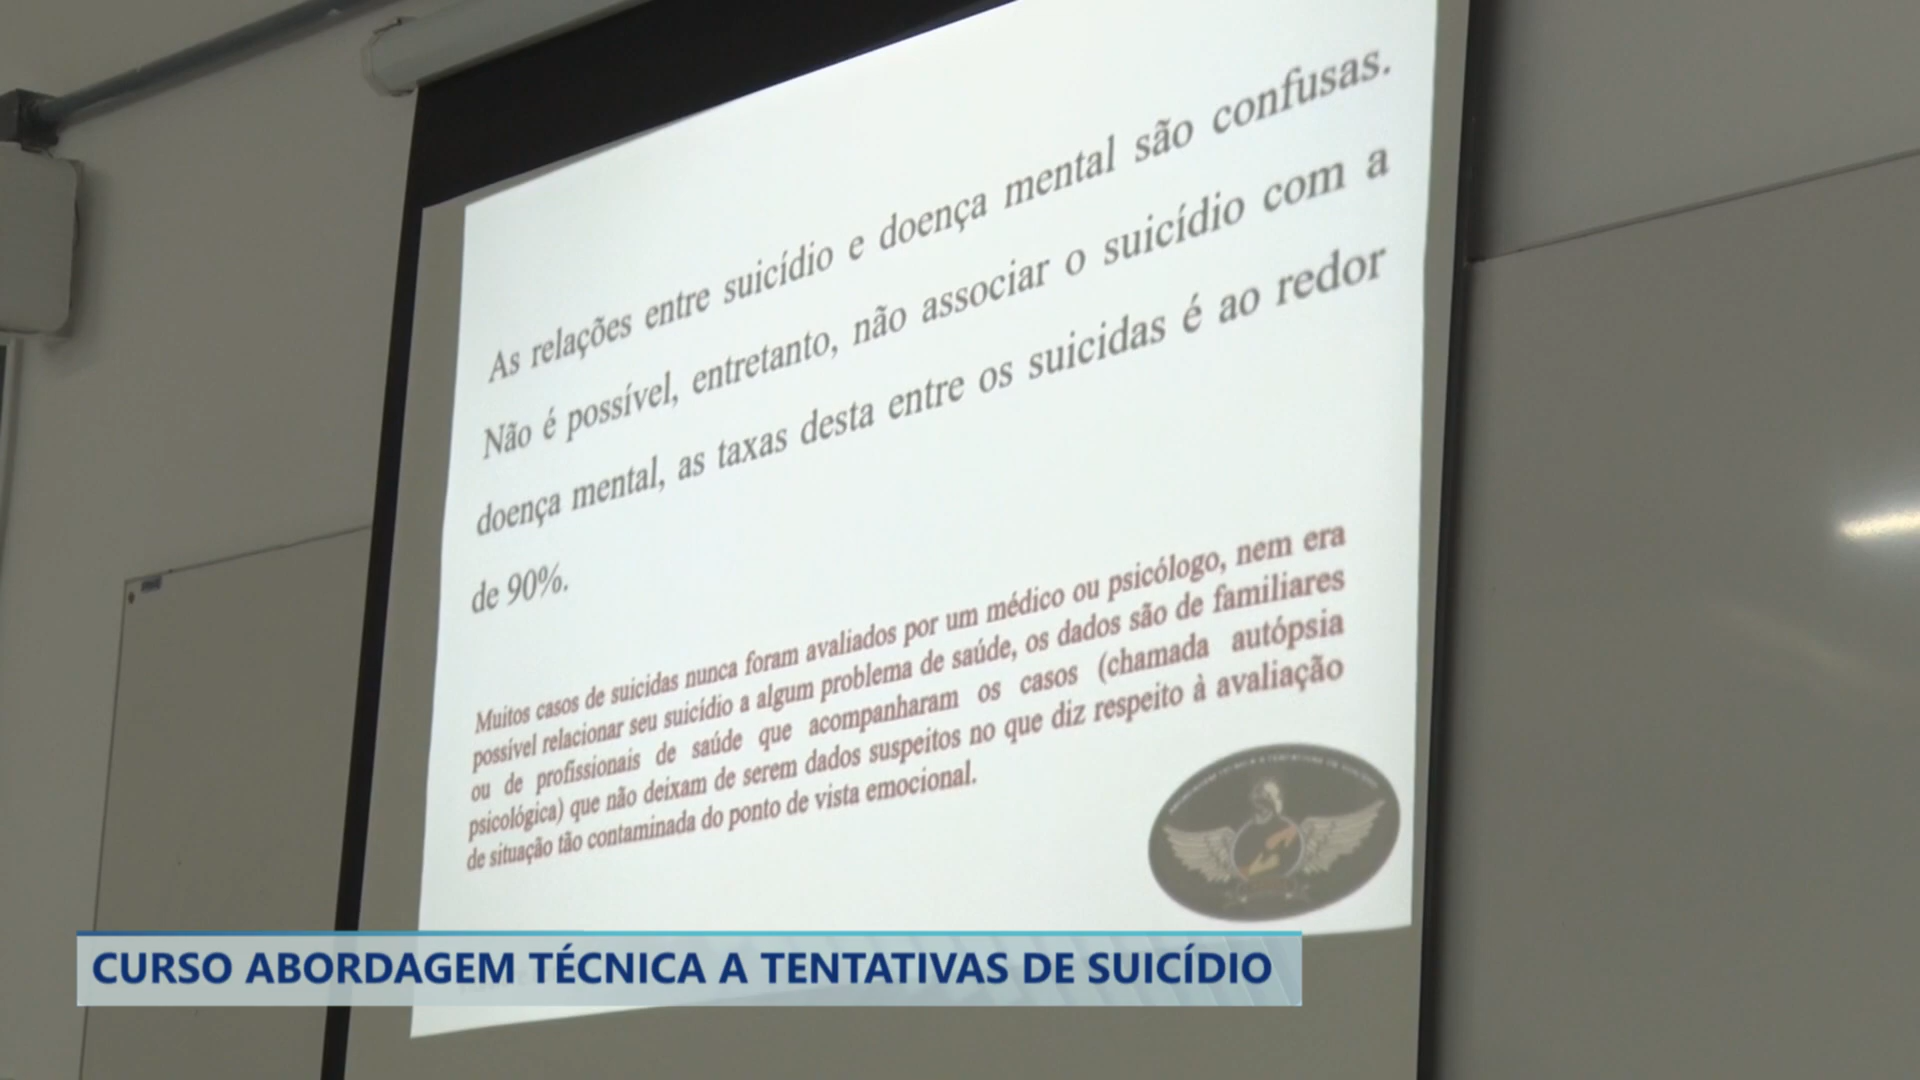 As relações entre suicídio e doença mental são confusas.
Não é possível, entretanto, não associar o suicídio com a
doença mental, as taxas desta entre os suicidas é ao redor
de 90%.
Muitos casos de suicidas nunca foram avaliados por um médico ou psicólogo, nem era
possível relacionar seu suicídio a algum problema de saúde, os dados são de familiares
ou de profissionais de saúde que acompanharam os casos (chamada autópsia
psicológica) que não deixam de serem dados suspeitos no que diz respeito à avaliação
de situação tão contaminada do ponto de vista emocional.
CURSO ABORDAGEM TÉCNICA A TENTATIVAS DE SUICÍDIO